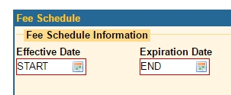 Fee Schedule
Fee Schedule Information
Effective Date Expiration Date
START END